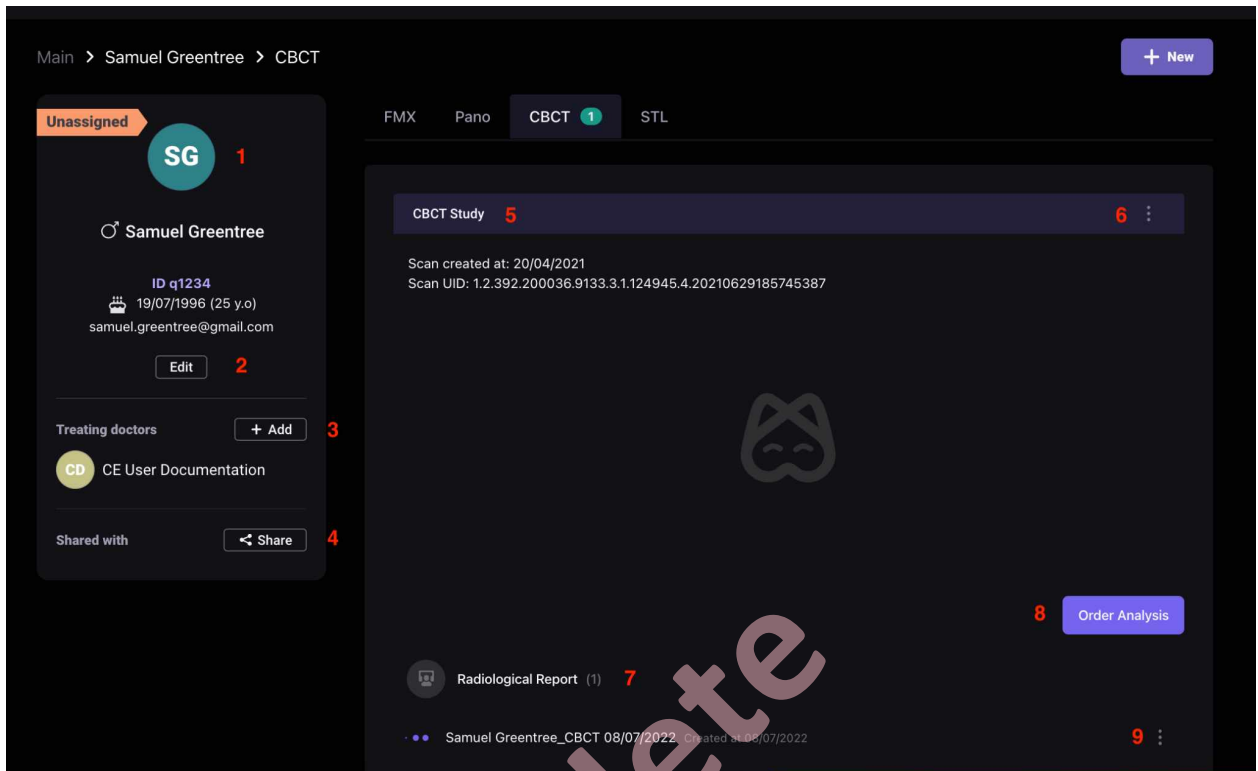 Main > Samuel Greentree > CBCT
+ New
Unassigned
SG 1
Samuel Greentree
ID q1234
19/07/1996 (25 y.o)
samuel.greentree@gmail.com
Edit 2
Treating doctors + Add 3
CD CE User Documentation
Shared with Share 4
FMX Pano CBCT 1 STL
CBCT Study 5 6
Scan created at: 20/04/2021
Scan UID: 1.2.392.200036.9133.3.1.124945.4.20210629185745387
8 Order Analysis
Radiological Report (1) 7
Samuel Greentree_CBCT 08/07/2022 Created at 08/07/2022 9